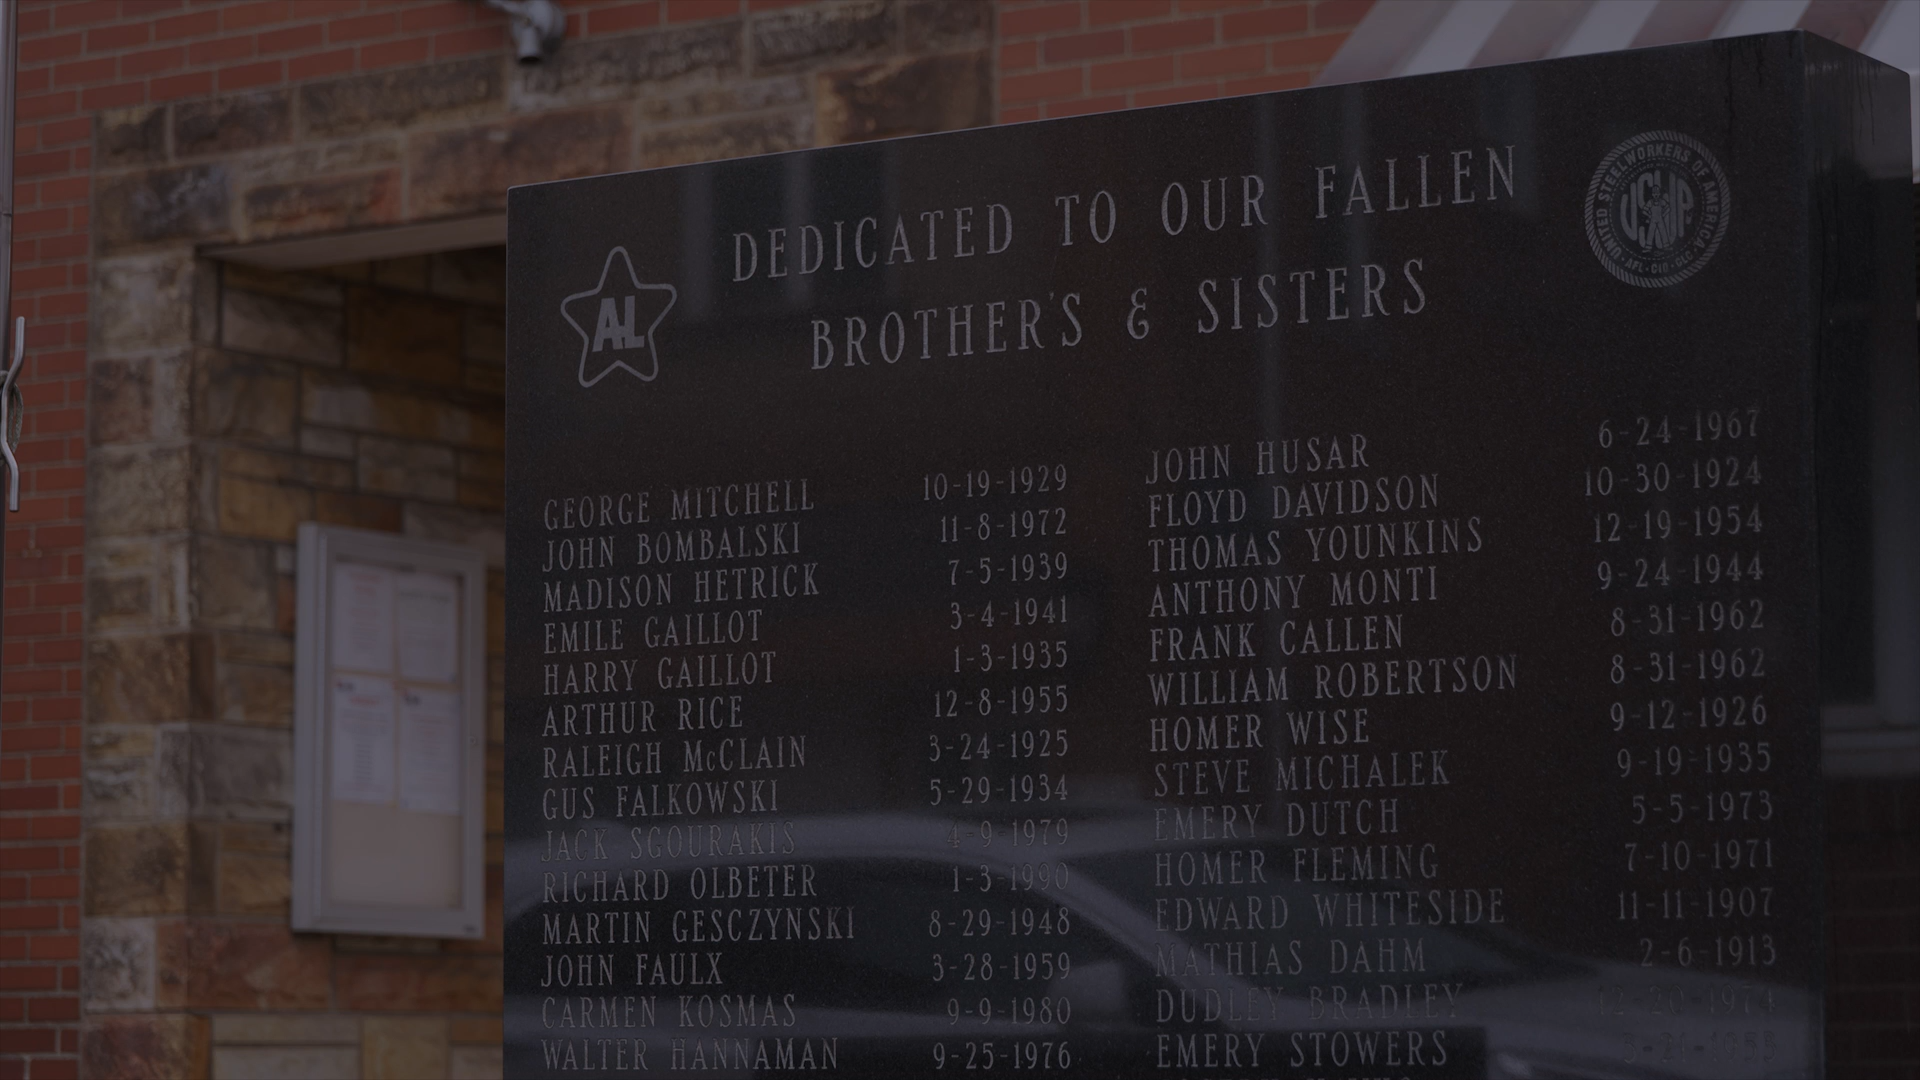 DEDICATED TO OUR FALLEN
BROTHER'S & SISTERS
A-L
UNITED STEELWORKERS OF AMERICA
AFL-CIO-CLC
GEORGE MITCHELL 10-19-1929
JOHN BOMBALSKI 11-8-1972
MADISON HETRICK 7-5-1939
EMILE GAILLOT 3-4-1941
HARRY GAILLOT 1-3-1935
ARTHUR RICE 12-8-1955
RALEIGH McCLAIN 3-24-1925
GUS FALKOWSKI 5-29-1934
JACK SGOURAKIS 4-9-1979
RICHARD OLBETER 1-3-1990
MARTIN GESCZYNSKI 8-29-1948
JOHN FAULX 3-28-1959
CARMEN KOSMAS 9-9-1980
WALTER HANNAMAN 9-25-1976
JOHN HUSAR 6-24-1967
FLOYD DAVIDSON 10-30-1924
THOMAS YOUNKINS 12-19-1954
ANTHONY MONTI 9-24-1944
FRANK CALLEN 8-31-1962
WILLIAM ROBERTSON 8-31-1962
HOMER WISE 9-12-1926
STEVE MICHALEK 9-19-1935
EMERY DUTCH 5-5-1973
HOMER FLEMING 7-10-1971
EDWARD WHITESIDE 11-11-1907
MATHIAS DAHM 2-6-1913
DUDLEY BRADLEY 12-20-1974
EMERY STOWERS